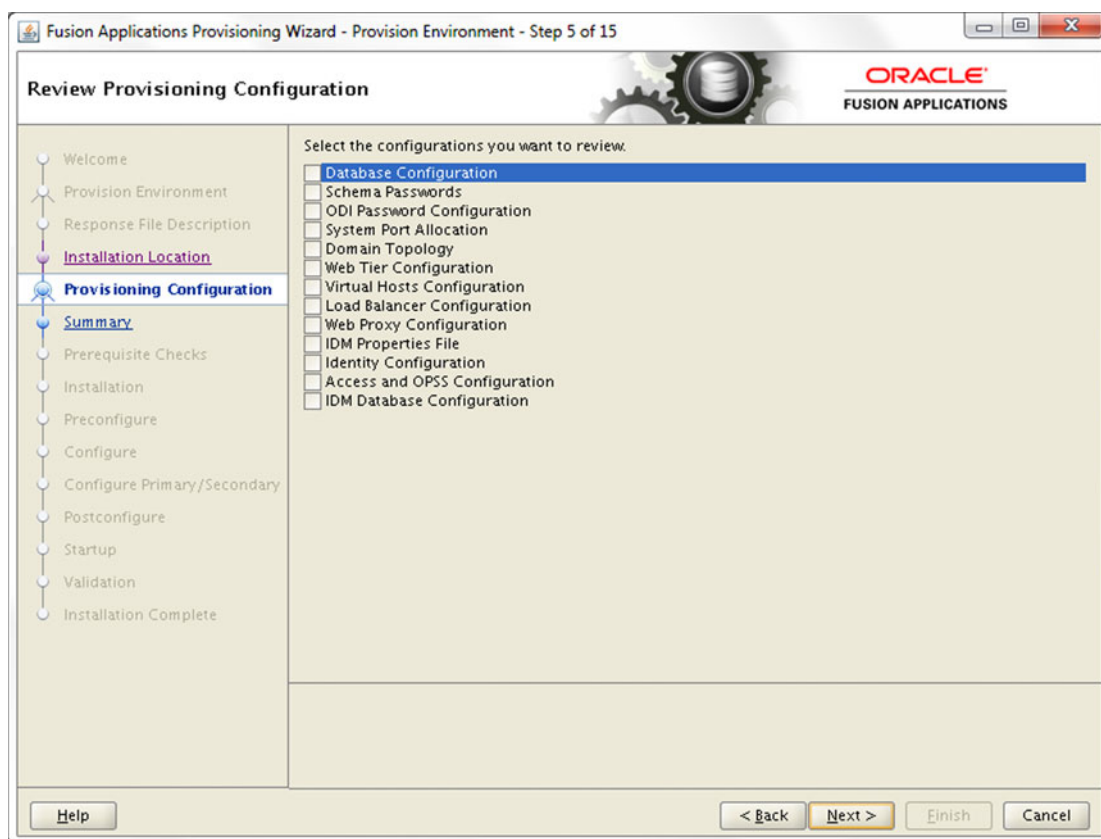 Fusion Applications Provisioning Wizard - Provision Environment - Step 5 of 15
Review Provisioning Configuration
ORACLE
FUSION APPLICATIONS
Welcome
Provision Environment
Response File Description
Installation Location
Provisioning Configuration
Summary
Prerequisite Checks
Installation
Preconfigure
Configure
Configure Primary/Secondary
Postconfigure
Startup
Validation
Installation Complete
Select the configurations you want to review.
Database Configuration
Schema Passwords
ODI Password Configuration
System Port Allocation
Domain Topology
Web Tier Configuration
Virtual Hosts Configuration
Load Balancer Configuration
Web Proxy Configuration
IDM Properties File
Identity Configuration
Access and OPSS Configuration
IDM Database Configuration
Help
< Back
Next >
Finish
Cancel